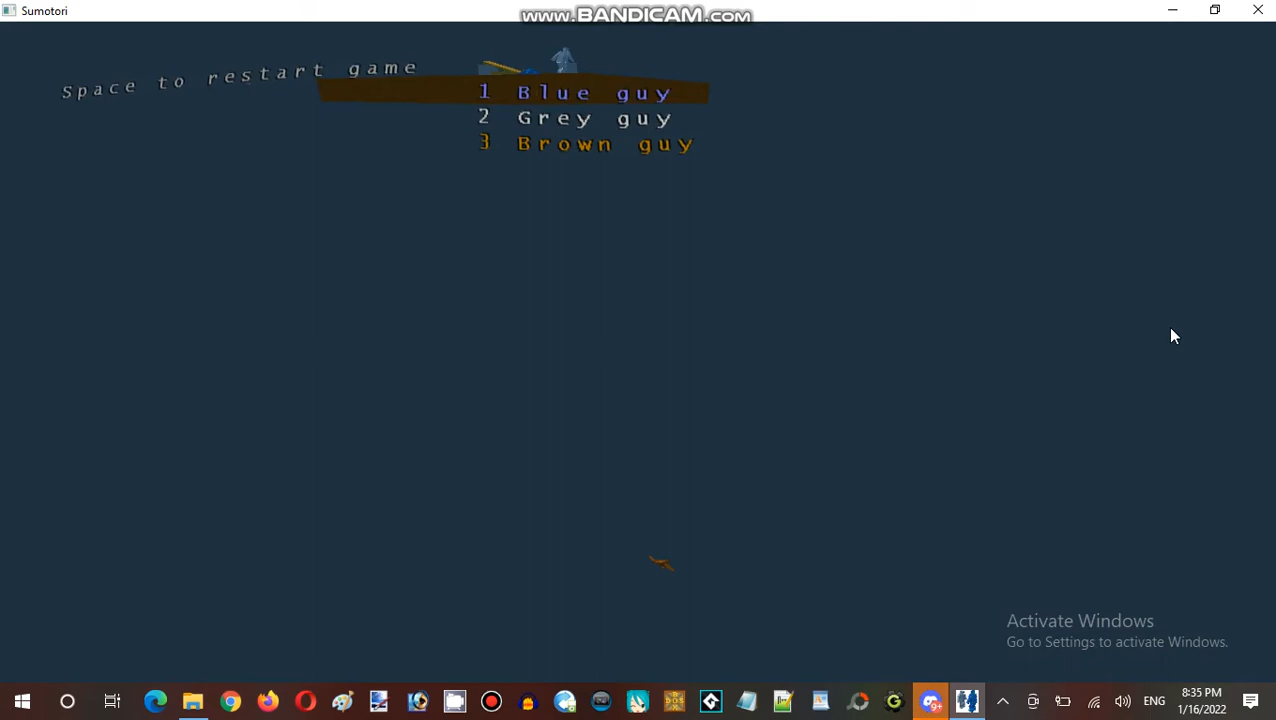 Sumotori
www.BANDICAM.com
Space to restart game
1 Blue guy
2 Grey guy
3 Brown guy
Activate Windows
Go to Settings to activate Windows.
9+
ENG
8:35 PM
1/16/2022